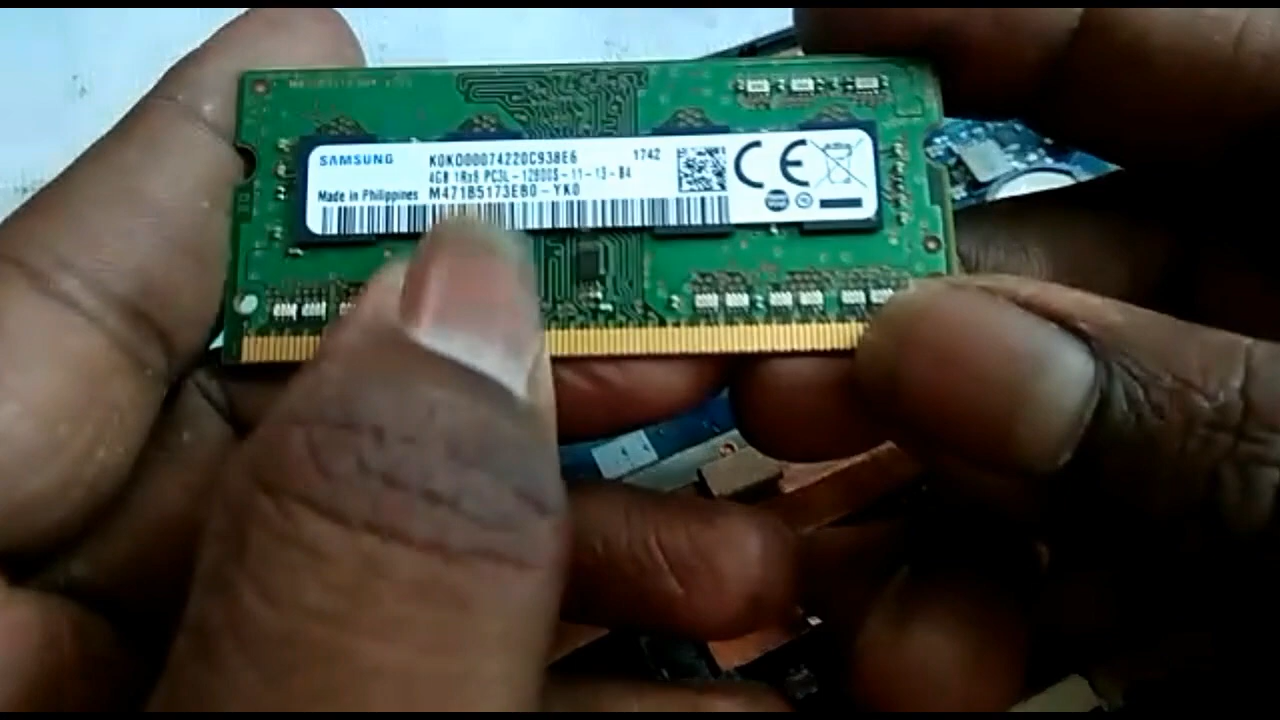 SAMSUNG K0KD00074220C938E6 1742
4GB 1Rx8 PC3L-12800S-11-13-B4
Made in Philippines M471B5173EB0-YK0
CE